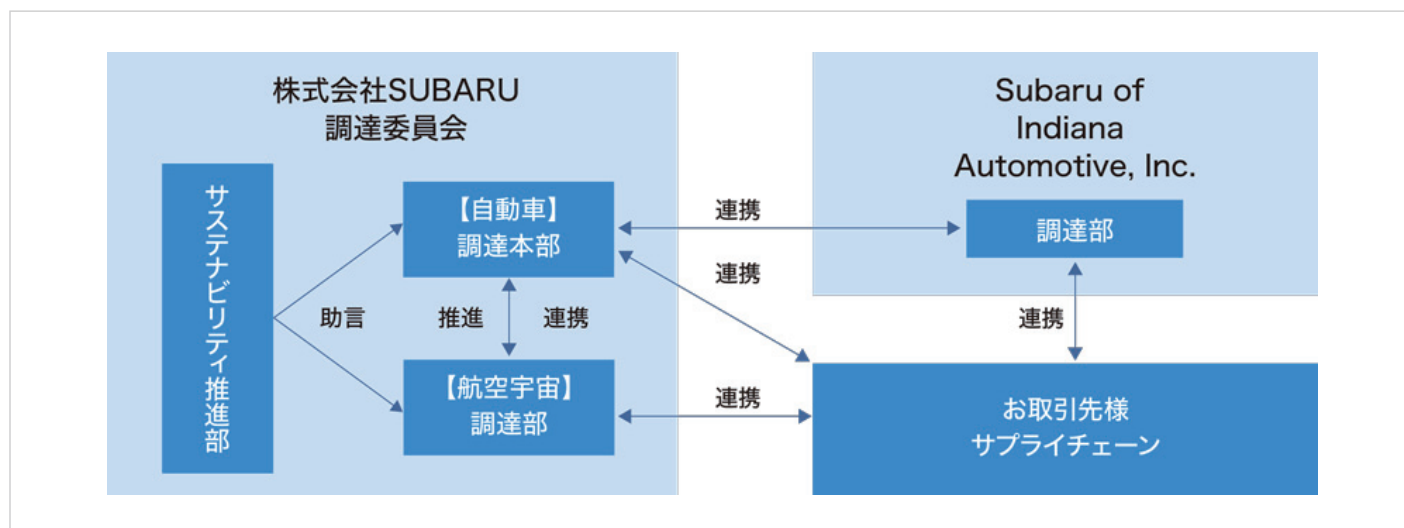 株式会社SUBARU
調達委員会
サステナビリティ推進部
助言
【自動車】
調達本部
推進
連携
【航空宇宙】
調達部
連携
連携
連携
Subaru of
Indiana
Automotive, Inc.
調達部
連携
お取引先様
サプライチェーン